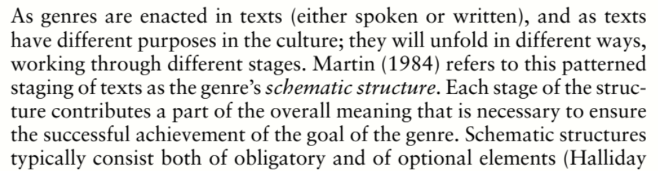 As genres are enacted in texts (either spoken or written), and as texts
have different purposes in the culture; they will unfold in different ways,
working through different stages. Martin (1984) refers to this patterned
staging of texts as the genre's schematic structure. Each stage of the struc-
ture contributes a part of the overall meaning that is necessary to ensure
the successful achievement of the goal of the genre. Schematic structures
typically consist both of obligatory and of optional elements (Halliday